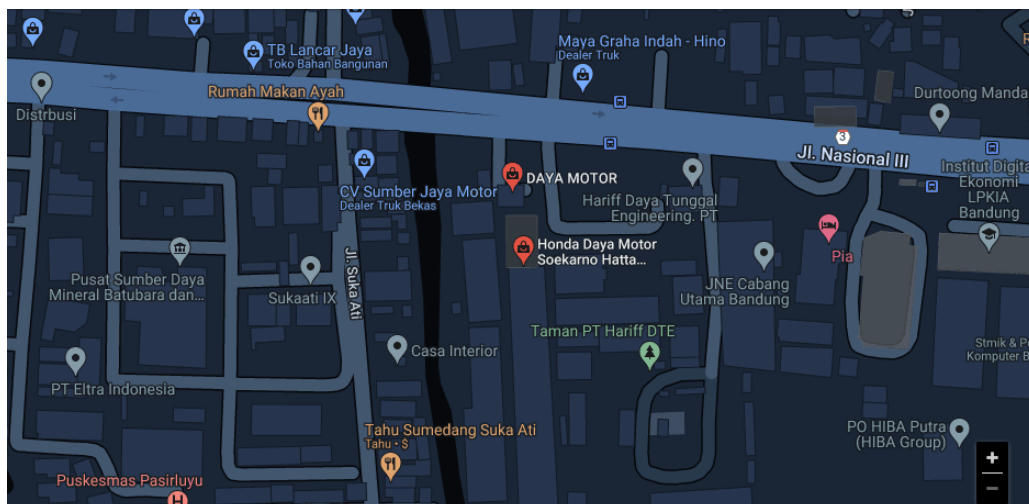 TB Lancar Jaya
Toko Bahan Bangunan
Maya Graha Indah - Hino
Dealer Truk
Distrbusi
Rumah Makan Ayah
Durtoong Manda
3
Jl. Nasional III
CV Sumber Jaya Motor
Dealer Truk Bekas
DAYA MOTOR
Hariff Daya Tunggal
Engineering. PT
Institut Digita
Ekonomi
LPKIA
Bandung
Jl. Suka Ati
Pusat Sumber Daya
Mineral Batubara dan...
Sukaati IX
Honda Daya Motor
Soekarno Hatta...
JNE Cabang
Utama Bandung
Pia
Casa Interior
Taman PT Hariff DTE
Stmik & Po
Komputer B
PT Eltra Indonesia
Tahu Sumedang Suka Ati
Tahu • $
PO HIBA Putra
(HIBA Group)
Puskesmas Pasirluyu
H
+
−